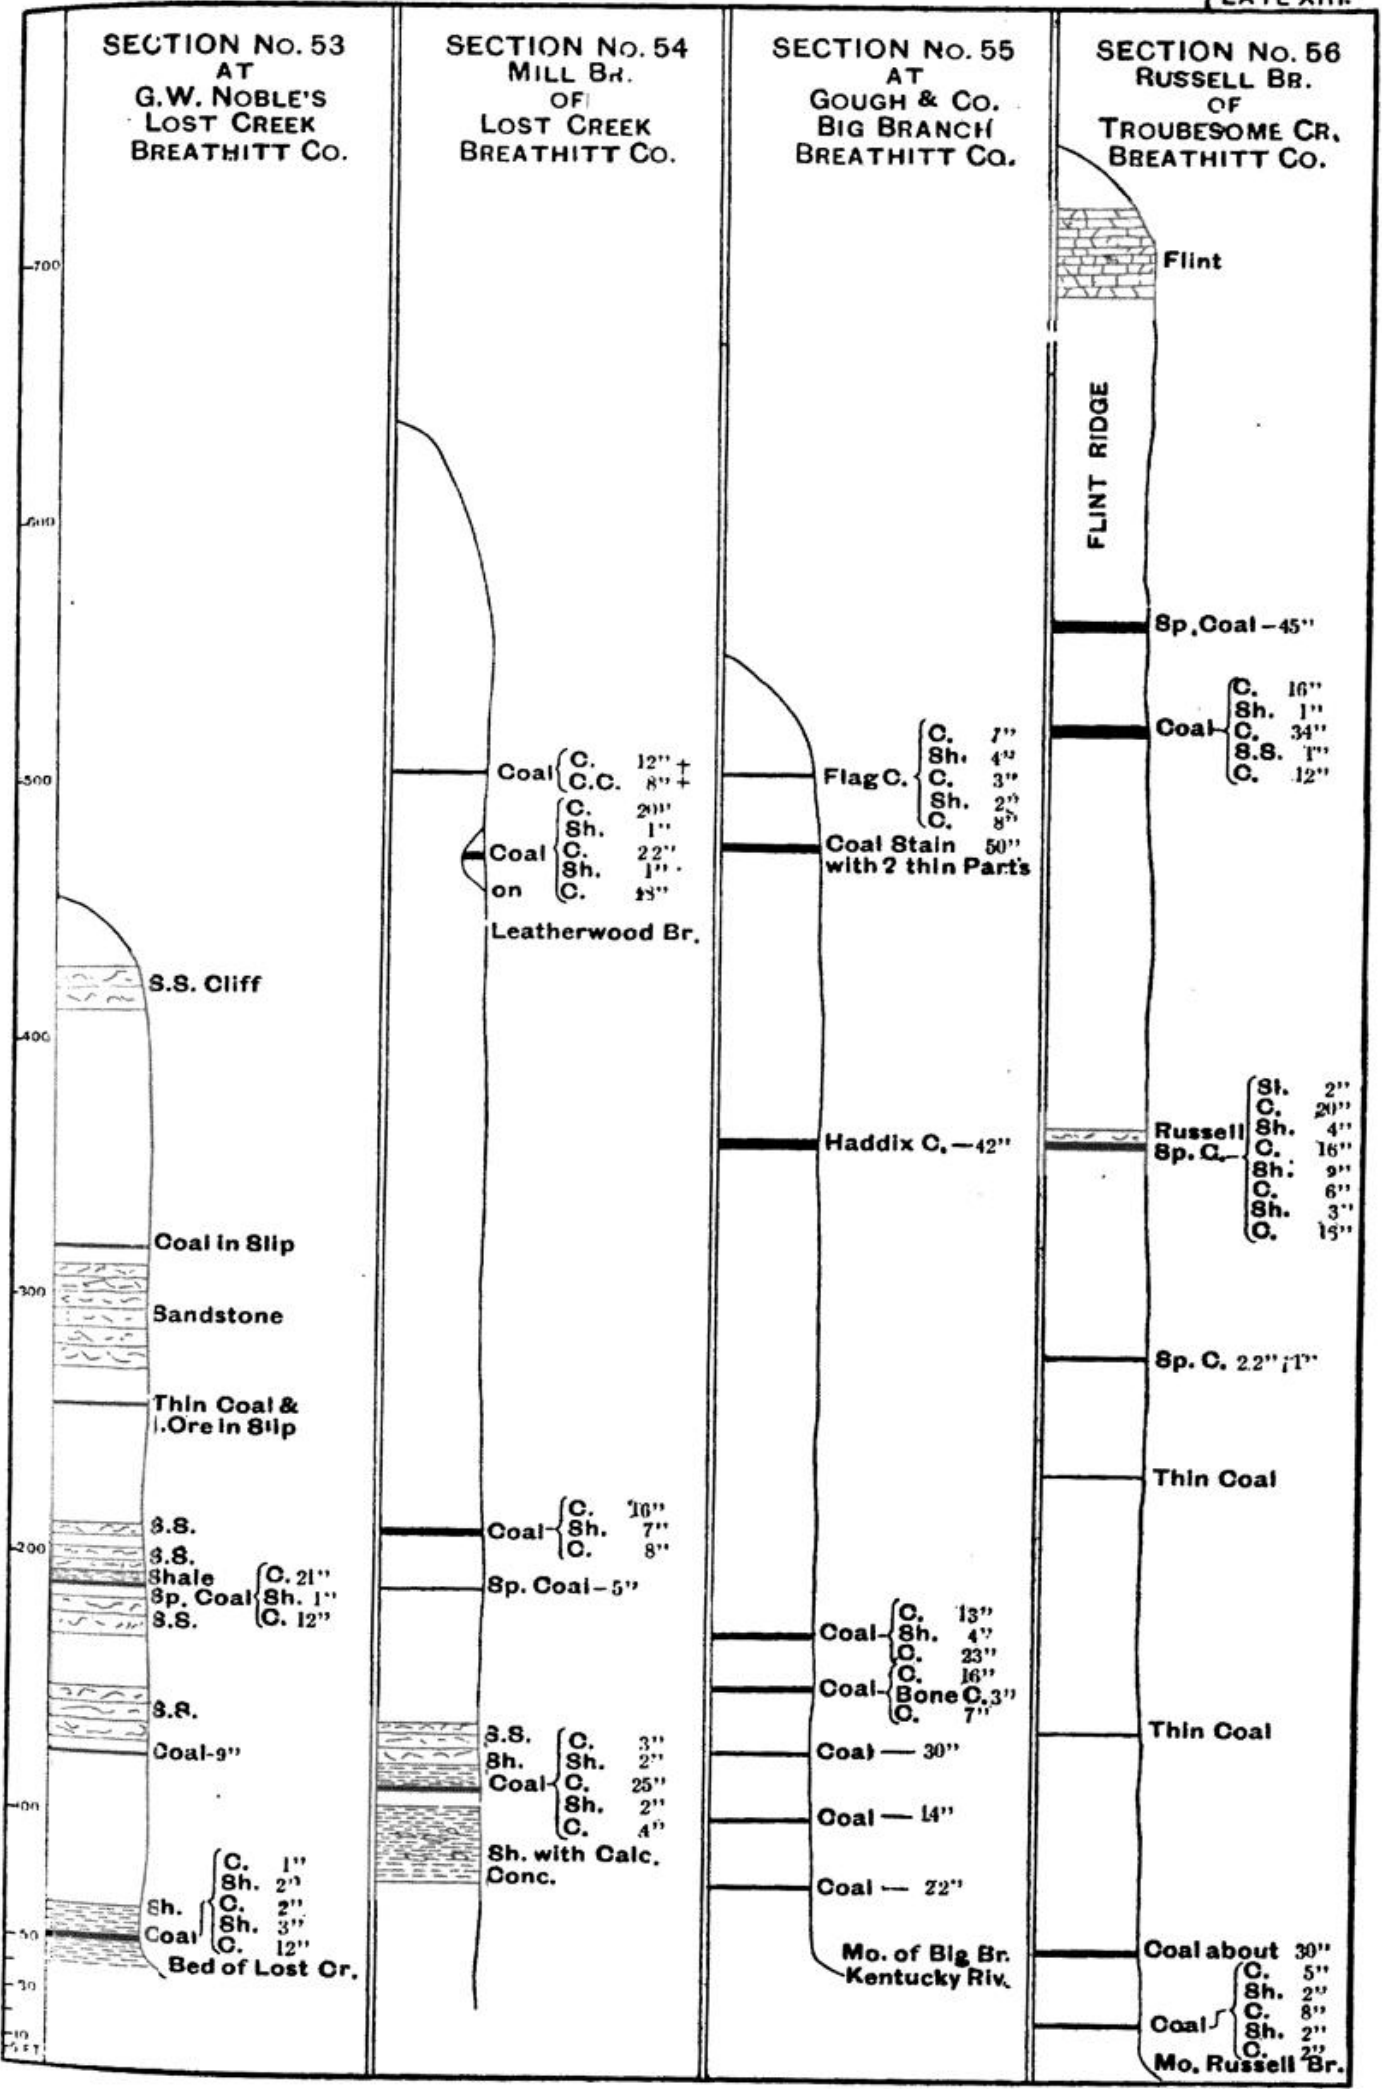 SECTION No. 53
AT
G.W. NOBLE'S
LOST CREEK
BREATHITT CO.
700
500
400
S.S. Cliff
Coal in Slip
300
Sandstone
Thin Coal &
I.Ore in Slip
S.S.
200
S.S.
Shale
Sp. Coal
C. 21"
Sh. 1"
C. 12"
S.S.
S.S.
Coal-9"
100
Sh.
Coal
C. 1"
Sh. 2"
C. 2"
Sh. 3"
C. 12"
50
Bed of Lost Cr.
30
10
SECTION No. 54
MILL BR.
OF
LOST CREEK
BREATHITT CO.
Coal
C. 12"+
C.C. 8"+
Coal
on
C. 20"
Sh. 1"
C. 22"
Sh. 1"
C.
Leatherwood Br.
Coal
C. 16"
Sh. 7"
C. 8"
Sp. Coal-5"
S.S.
Sh.
Coal
C. 3"
Sh. 2"
C. 25"
Sh. 2"
C. 4"
Sh. with Calc.
Conc.
SECTION No. 55
AT
GOUGH & CO.
BIG BRANCH
BREATHITT CO.
Flag C.
C.
Sh. 4"
C. 3"
Sh. 2"
C. 8"
Coal Stain 50"
with 2 thin Part's
Haddix C.—42"
Coal
C. 13"
Sh. 4"
C. 23"
Coal
C. 16"
Bone C. 3"
C. 7"
Coal — 30"
Coal — 14"
Coal — 22"
Mo. of Big Br.
Kentucky Riv.
SECTION No. 56
RUSSELL BR.
OF
TROUBESOME CR.
BREATHITT CO.
Flint
FLINT RIDGE
Sp. Coal-45"
Coal
C. 16"
Sh. 1"
C. 34"
S.S. 1"
C. 12"
Russell
Sp. C.
Sh. 2"
C. 20"
Sh. 4"
C. 16"
Sh. 9"
C. 6"
Sh. 3"
C. 15"
Sp. C.
Thin Coal
Thin Coal
Coal about 30"
Coal
C. 5"
Sh. 2"
C. 8"
Sh. 2"
C. 2"
Mo. Russell Br.